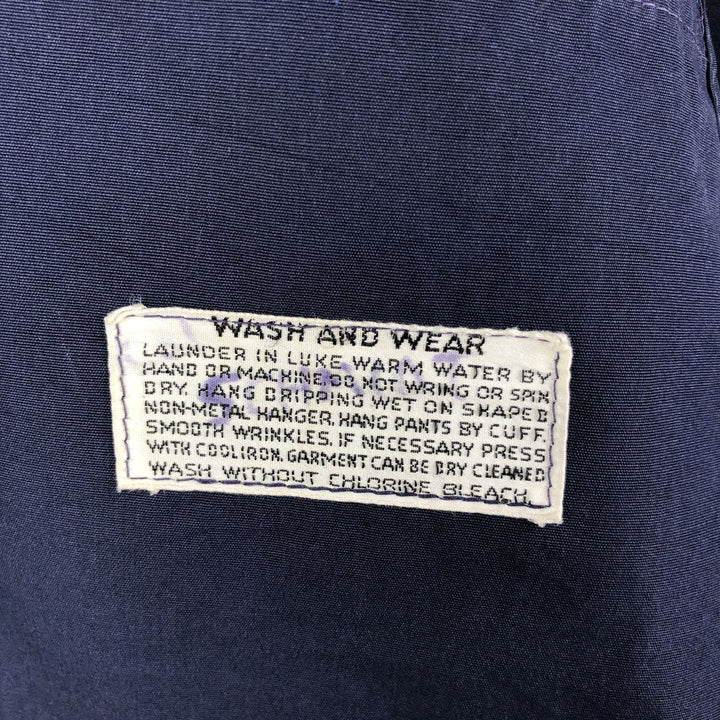 WASH AND WEAR
LAUNDER IN LUKE WARM WATER BY
HAND OR MACHINE. DO NOT WRING OR SPIN
DRY. HANG DRIPPING WET ON SHAPED
NON-METAL HANGER. HANG PANTS BY CUFF.
SMOOTH WRINKLES. IF NECESSARY PRESS
WITH COOL IRON. GARMENT CAN BE DRY CLEANED
WASH WITHOUT CHLORINE BLEACH.